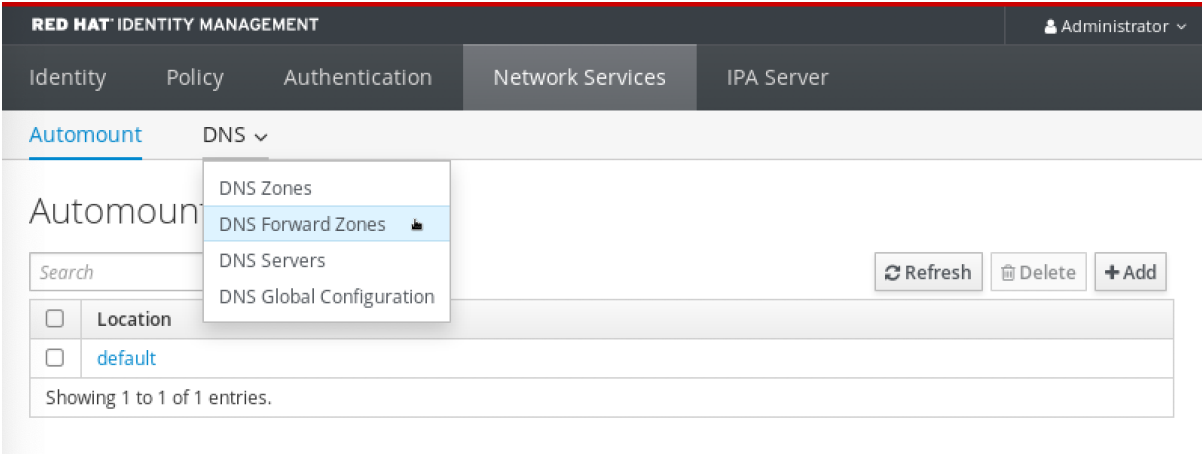 RED HAT IDENTITY MANAGEMENT
Administrator
Identity Policy Authentication Network Services IPA Server
Automount DNS
DNS Zones
Automoun
DNS Forward Zones
DNS Servers
DNS Global Configuration
Search
Refresh Delete Add
Location
default
Showing 1 to 1 of 1 entries.